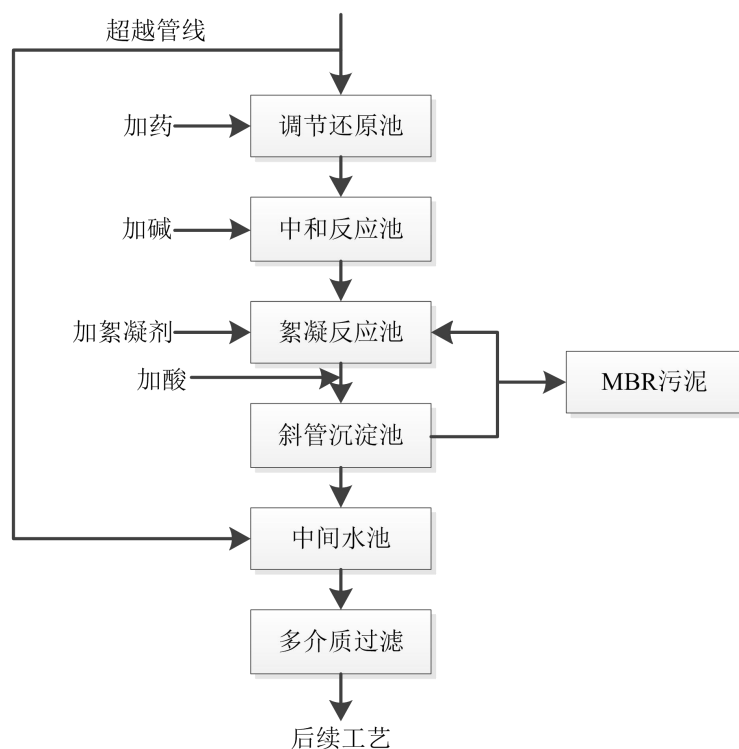 超越管线
加药
调节还原池
加碱
中和反应池
加絮凝剂
絮凝反应池
加酸
MBR污泥
斜管沉淀池
中间水池
多介质过滤
后续工艺